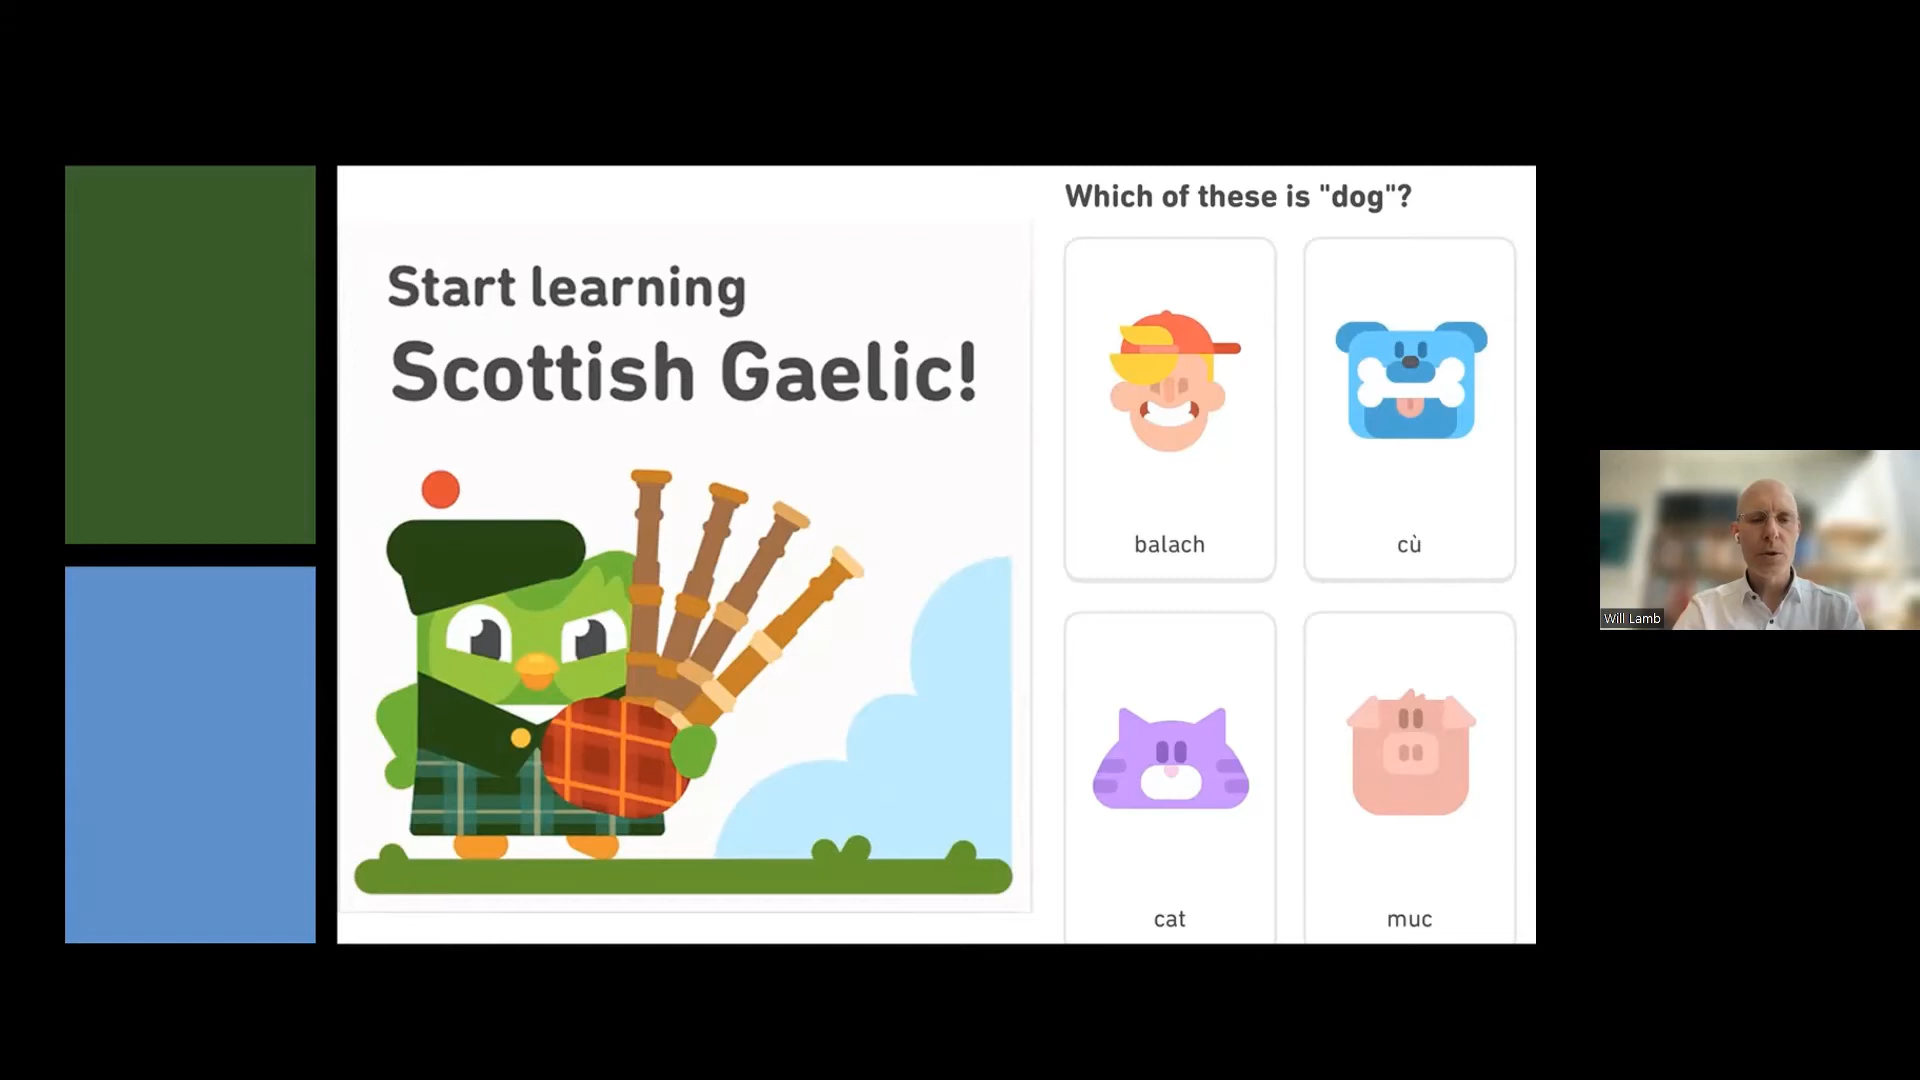 Start learning
Scottish Gaelic!
Which of these is "dog"?
balach
cù
cat
muc
Will Lamb